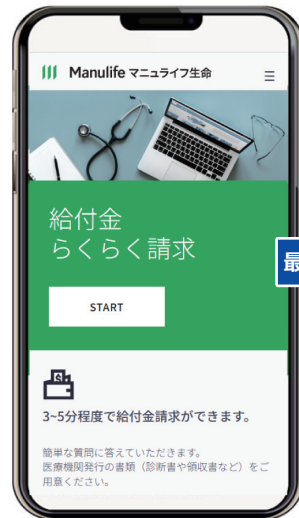 Manulife マニュライフ生命
給付金
らくらく請求
START
最
3~5分程度で給付金請求ができます。
簡単な質問に答えていただきます。
医療機関発行の書類（診断書や領収書など）をご
用意ください。